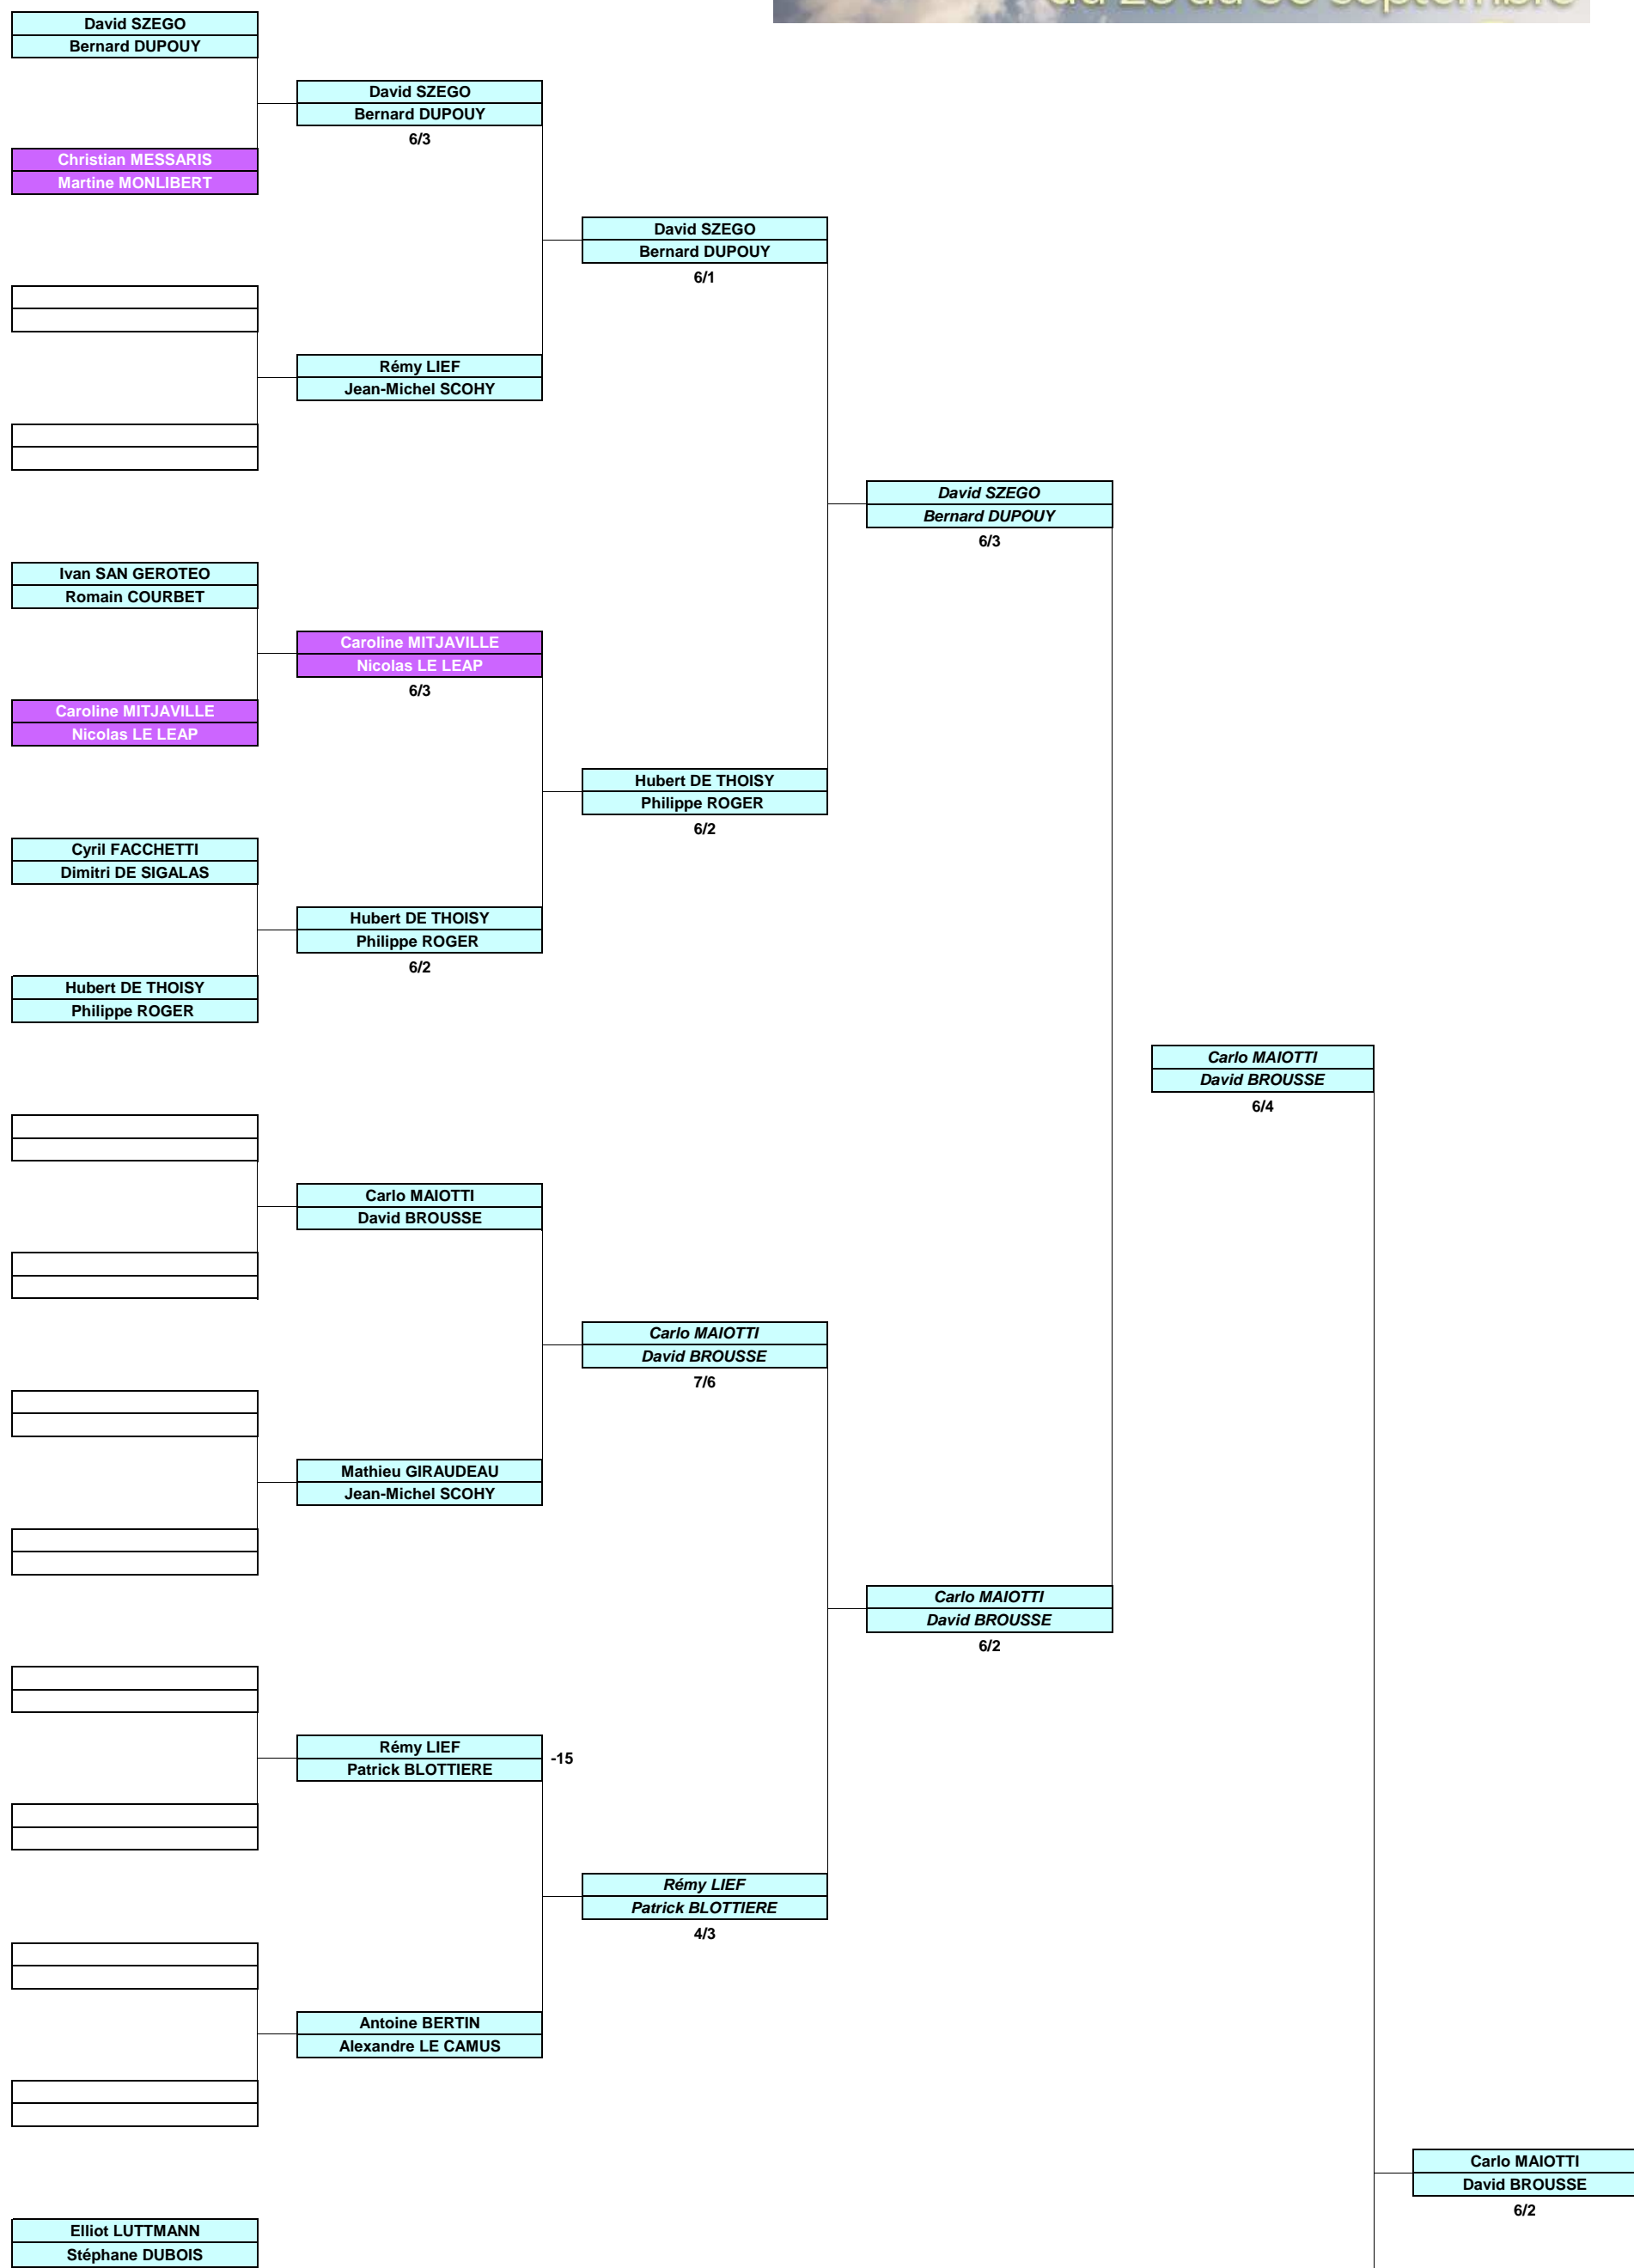 du 28 au 30 septembre
David SZEGO
Bernard DUPOUY
David SZEGO
Bernard DUPOUY
6/3
Christian MESSARIS
Martine MONLIBERT
David SZEGO
Bernard DUPOUY
6/1
Rémy LIEF
Jean-Michel SCOHY
David SZEGO
Bernard DUPOUY
6/3
Ivan SAN GEROTEO
Romain COURBET
Caroline MITJAVILLE
Nicolas LE LEAP
6/3
Caroline MITJAVILLE
Nicolas LE LEAP
Hubert DE THOISY
Philippe ROGER
6/2
Cyril FACCHETTI
Dimitri DE SIGALAS
Hubert DE THOISY
Philippe ROGER
6/2
Hubert DE THOISY
Philippe ROGER
Carlo MAIOTTI
David BROUSSE
6/4
Carlo MAIOTTI
David BROUSSE
Carlo MAIOTTI
David BROUSSE
7/6
Mathieu GIRAUDEAU
Jean-Michel SCOHY
Carlo MAIOTTI
David BROUSSE
6/2
Rémy LIEF
Patrick BLOTTIERE
-15
Rémy LIEF
Patrick BLOTTIERE
4/3
Antoine BERTIN
Alexandre LE CAMUS
Carlo MAIOTTI
David BROUSSE
6/2
Elliot LUTTMANN
Stéphane DUBOIS